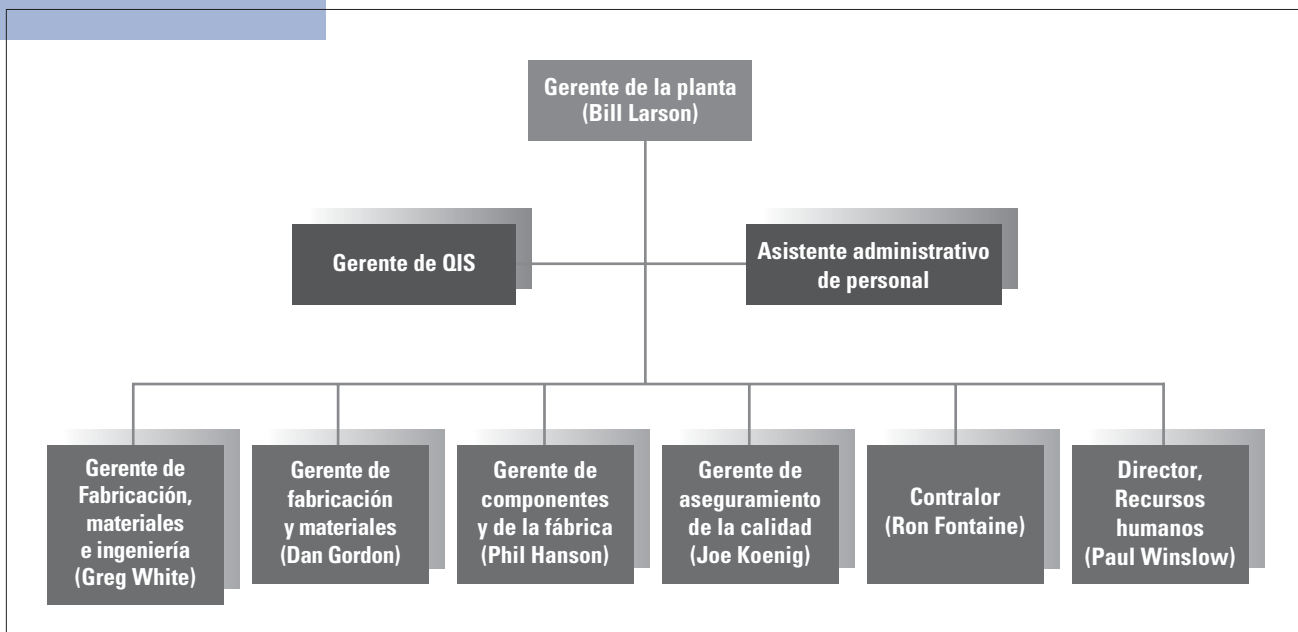 Gerente de la planta
(Bill Larson)
Gerente de QIS
Asistente administrativo
de personal
Gerente de
Fabricación,
materiales
e ingeniería
(Greg White)
Gerente de
fabricación
y materiales
(Dan Gordon)
Gerente de
componentes
y de la fábrica
(Phil Hanson)
Gerente de
aseguramiento
de la calidad
(Joe Koenig)
Contralor
(Ron Fontaine)
Director,
Recursos
humanos
(Paul Winslow)